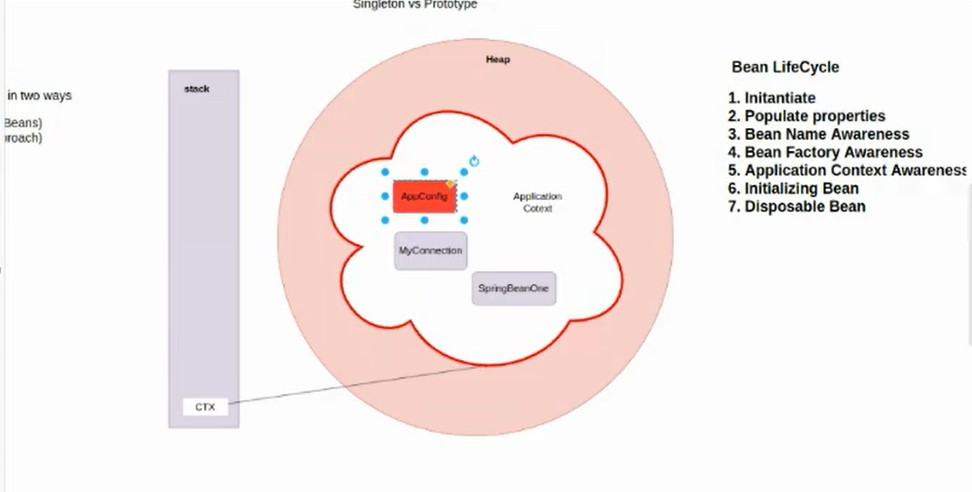 Singleton vs Prototype
in two ways
Beans)
roach)
stack
CTX
Heap
AppConfig
Application
Cotext
MyConnection
SpringBeanOne
Bean LifeCycle
1. Initantiate
2. Populate properties
3. Bean Name Awareness
4. Bean Factory Awareness
5. Application Context Awareness
6. Initializing Bean
7. Disposable Bean